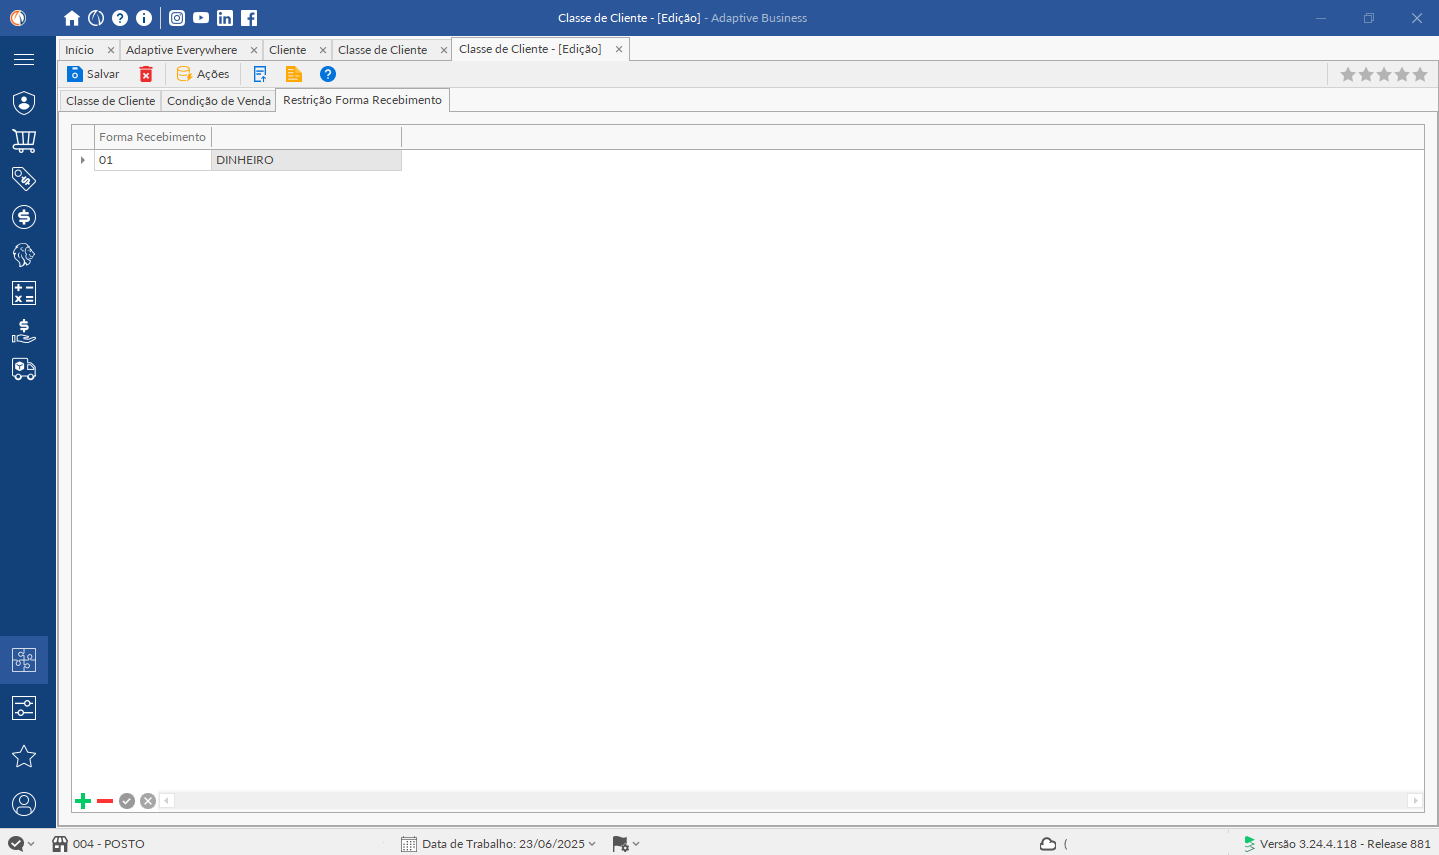 Classe de Cliente - [Edição] - Adaptive Business
Início Adaptive Everywhere Cliente Classe de Cliente Classe de Cliente - [Edição]
Salvar Ações
Classe de Cliente Condição de Venda Restrição Forma Recebimento
Forma Recebimento
01 DINHEIRO
004 - POSTO Data de Trabalho: 23/06/2025 ( Versão 3.24.4.118 - Release 881